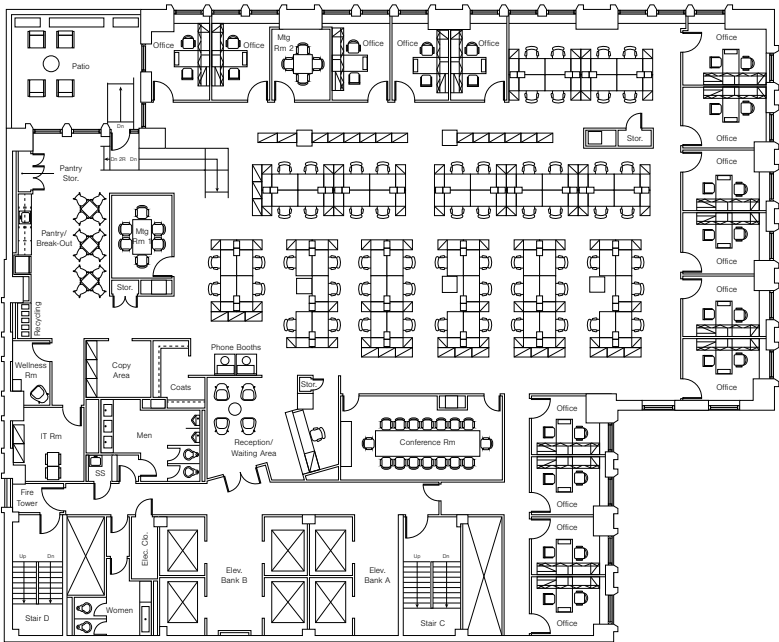 Office
Office
Mtg
Rm 2
Office
Office
Office
Office
Patio
Dn
Stor.
Office
Dn 2R Dn
Pantry
Stor.
Office
Pantry/
Break-Out
Mtg
Rm 1
Office
Stor.
Office
Recycling
Phone Booths
Wellness
Rm
Copy
Area
Coats
Stor.
Office
Office
IT Rm
Men
Reception/
Waiting Area
Conference Rm
SS
Fire
Tower
Office
Office
Elec. Clo.
Up
Dn
Elev.
Bank B
Elev.
Bank A
Up
Dn
Stair D
Women
Stair C
Office